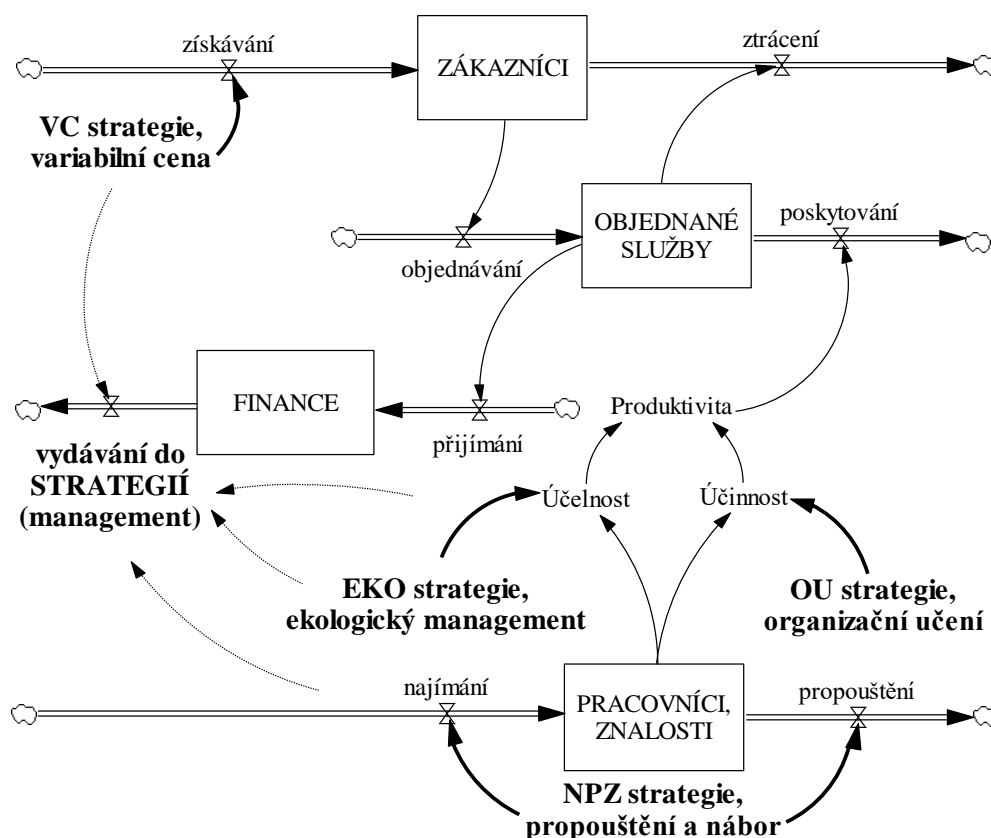 získávání
ZÁKAZNÍCI
ztrácení
VC strategie,
variabilní cena
OBJEDNANÉ
SLUŽBY
poskytování
objednávání
FINANCE
přijímání
Produktivita
vydávání do
STRATEGIÍ
(management)
Účelnost
Účinnost
EKO strategie,
ekologický management
OU strategie,
organizační učení
najímání
PRACOVNÍCI,
ZNALOSTI
propouštění
NPZ strategie,
propouštění a nábor